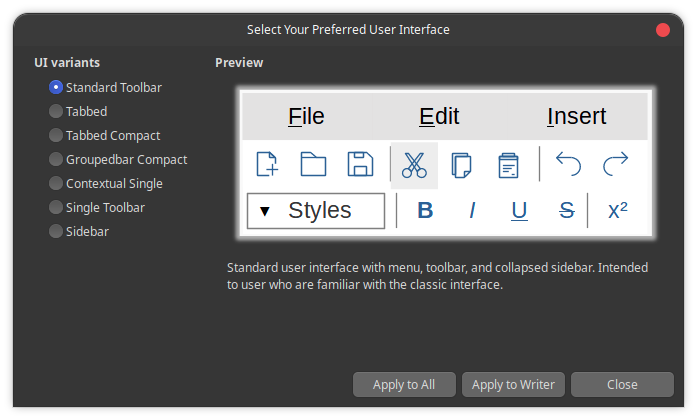 Select Your Preferred User Interface
UI variants
Preview
Standard Toolbar
Tabbed
Tabbed Compact
Groupedbar Compact
Contextual Single
Single Toolbar
Sidebar
File Edit Insert
▼ Styles B I U S x²
Standard user interface with menu, toolbar, and collapsed sidebar. Intended
to user who are familiar with the classic interface.
Apply to All
Apply to Writer
Close